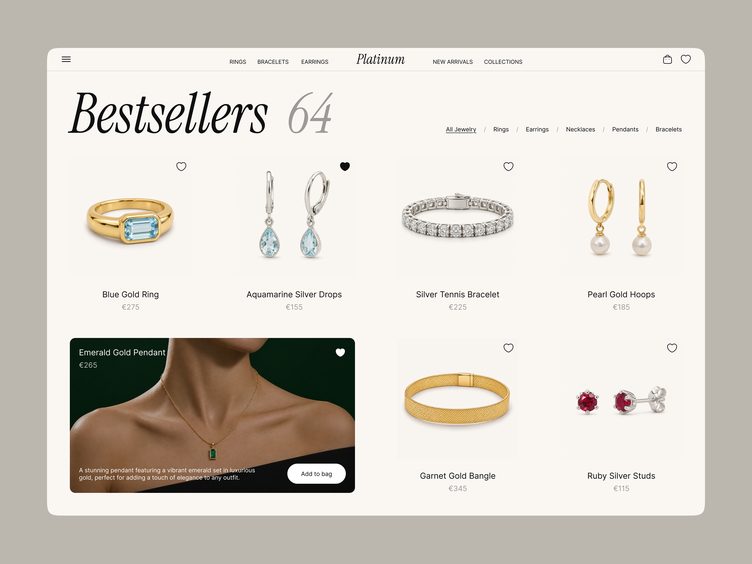 RINGS BRACELETS EARRINGS Platinum NEW ARRIVALS COLLECTIONS
Bestsellers 64
All Jewelry / Rings / Earrings / Necklaces / Pendants / Bracelets
Blue Gold Ring
€275
Aquamarine Silver Drops
€155
Silver Tennis Bracelet
€225
Pearl Gold Hoops
€185
Emerald Gold Pendant
€265
A stunning pendant featuring a vibrant emerald set in luxurious
gold, perfect for adding a touch of elegance to any outfit.
Add to bag
Garnet Gold Bangle
€345
Ruby Silver Studs
€115